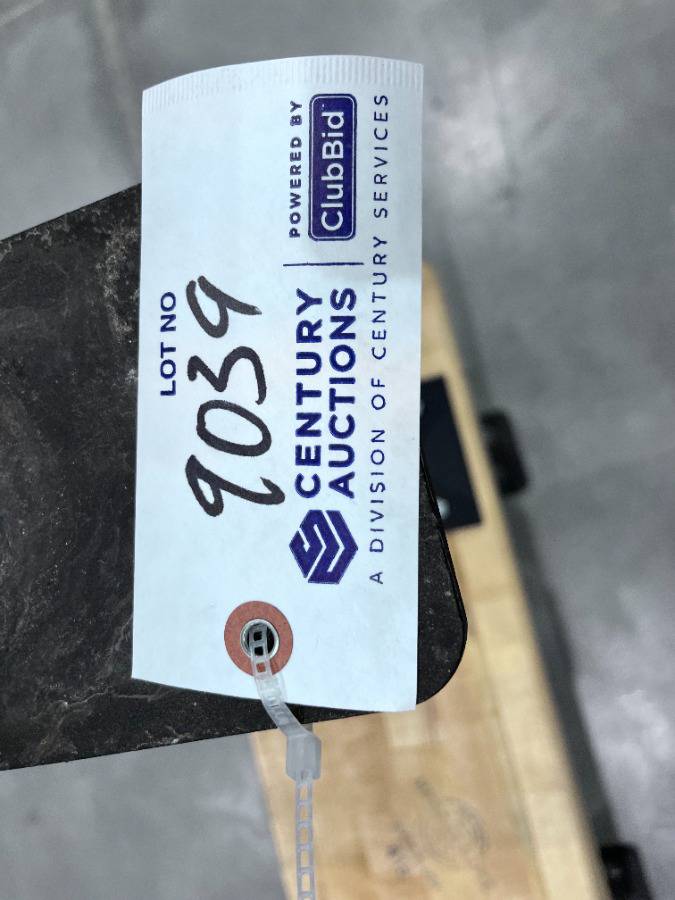 LOT NO
9039
CENTURY
AUCTIONS
POWERED BY
ClubBid
A DIVISION OF CENTURY SERVICES